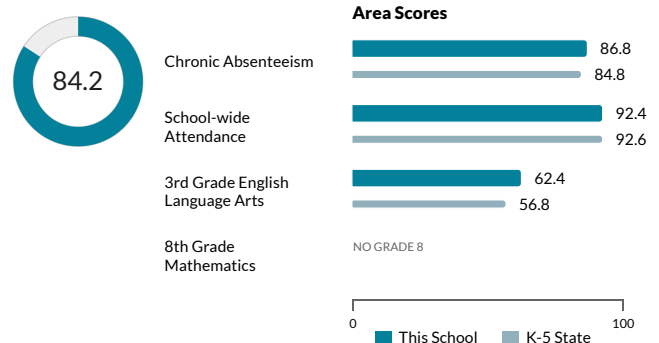 Area Scores
84.2
Chronic Absenteeism
86.8
84.8
School-wide
Attendance
92.4
92.6
3rd Grade English
Language Arts
62.4
56.8
8th Grade
Mathematics
NO GRADE 8
0
100
This School
K-5 State